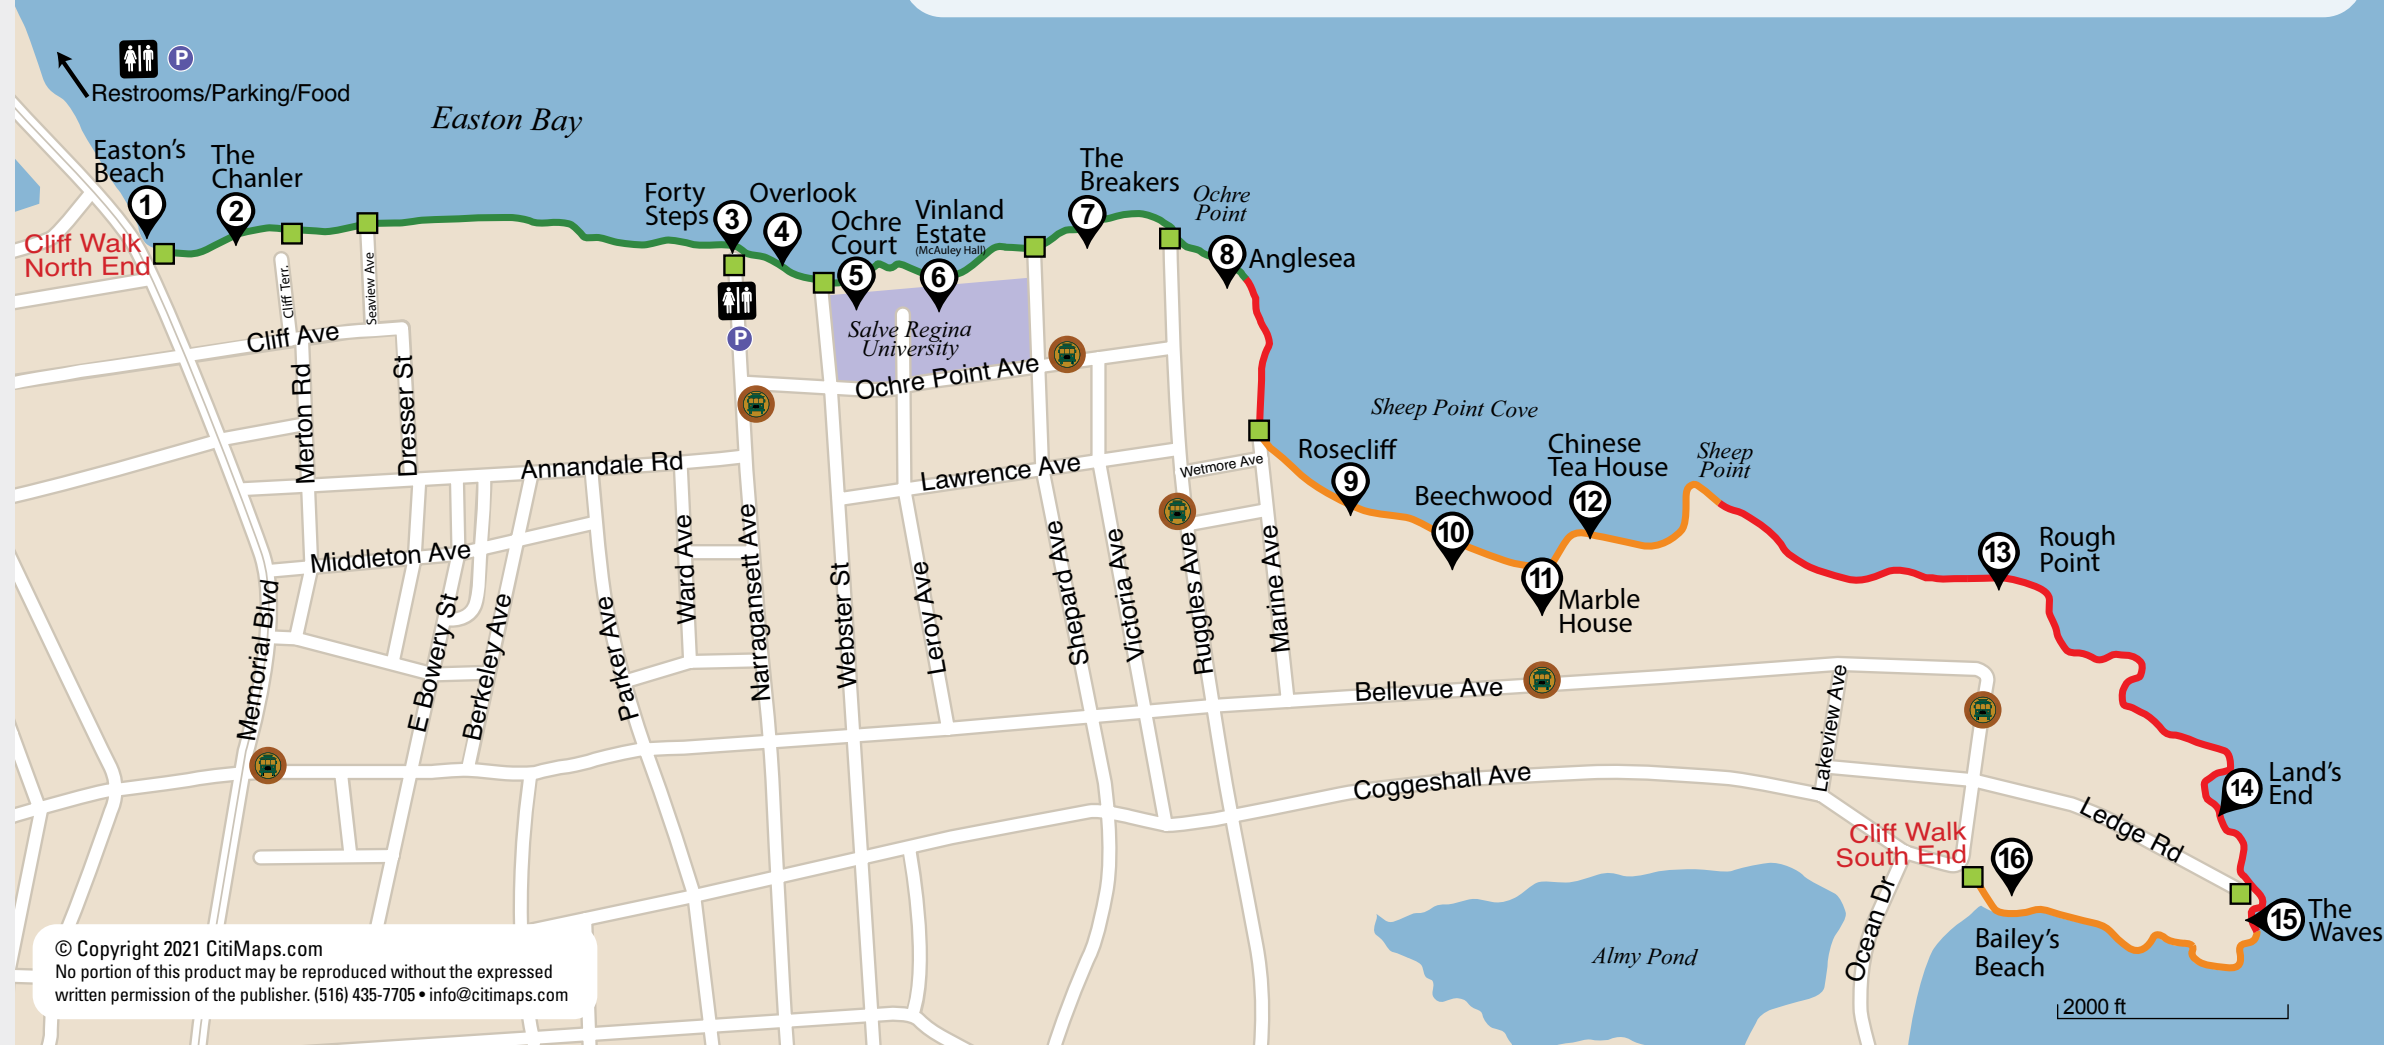 P
Restrooms/Parking/Food
Easton Bay
Easton's
Beach
1
The
Chanler
2
Cliff Walk
North End
Forty
Steps
3
Overlook
4
Ochre
Court
5
Vinland
Estate
(McAuley Hall)
6
The
Breakers
7
Ochre
Point
8
Anglesea
Cliff Terr.
Seaview Ave
Cliff Ave
P
Salve Regina
University
Ochre Point Ave
Merton Rd
Dresser St
Annandale Rd
Lawrence Ave
Wetmore Ave
Sheep Point Cove
Rosecliff
9
Beechwood
10
Chinese
Tea House
12
Sheep
Point
11
Marble
House
13
Rough
Point
Middleton Ave
Memorial Blvd
E Bowery St
Berkeley Ave
Parker Ave
Ward Ave
Narragansett Ave
Webster St
Leroy Ave
Shepard Ave
Victoria Ave
Ruggles Ave
Marine Ave
Bellevue Ave
Lakeview Ave
Coggeshall Ave
14
Land's
End
Ledge Rd
Cliff Walk
South End
16
15
The
Waves
Bailey's
Beach
Ocean Dr
Almy Pond
2000 ft
© Copyright 2021 CitiMaps.com
No portion of this product may be reproduced without the expressed
written permission of the publisher. (516) 435-7705 • info@citimaps.com